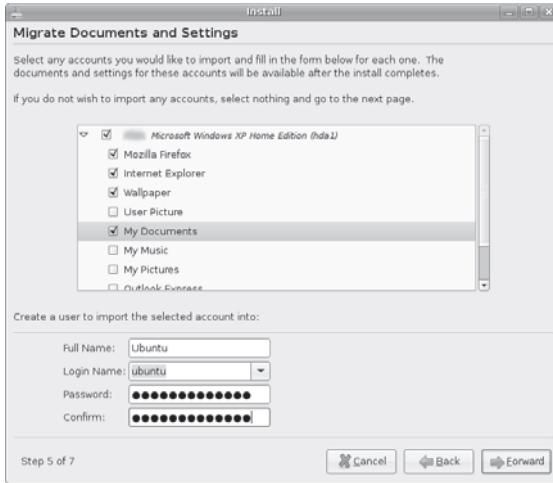 Install
Migrate Documents and Settings
Select any accounts you would like to import and fill in the form below for each one. The
documents and settings for these accounts will be available after the install completes.
If you do not wish to import any accounts, select nothing and go to the next page.
Microsoft Windows XP Home Edition (hda1)
Mozilla Firefox
Internet Explorer
Wallpaper
User Picture
My Documents
My Music
My Pictures
Outlook Express
Create a user to import the selected account into:
Full Name: Ubuntu
Login Name: ubuntu
Password: ●●●●●●●●●●●●●
Confirm: ●●●●●●●●●●●●●
Step 5 of 7
Cancel Back Forward